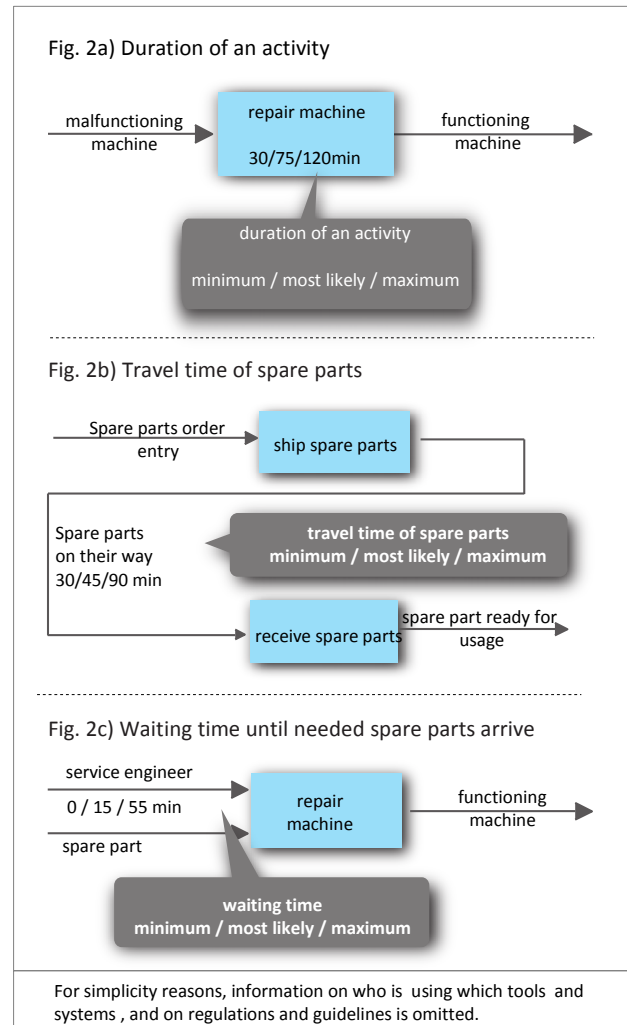 Fig. 2a) Duration of an activity
malfunctioning
machine
repair machine
30/75/120min
functioning
machine
duration of an activity
minimum / most likely / maximum
Fig. 2b) Travel time of spare parts
Spare parts order
entry
ship spare parts
Spare parts
on their way
30/45/90 min
travel time of spare parts
minimum / most likely / maximum
receive spare parts
spare part ready for
usage
Fig. 2c) Waiting time until needed spare parts arrive
service engineer
0 / 15 / 55 min
spare part
repair
machine
functioning
machine
waiting time
minimum / most likely / maximum
For simplicity reasons, information on who is using which tools and
systems , and on regulations and guidelines is omitted.